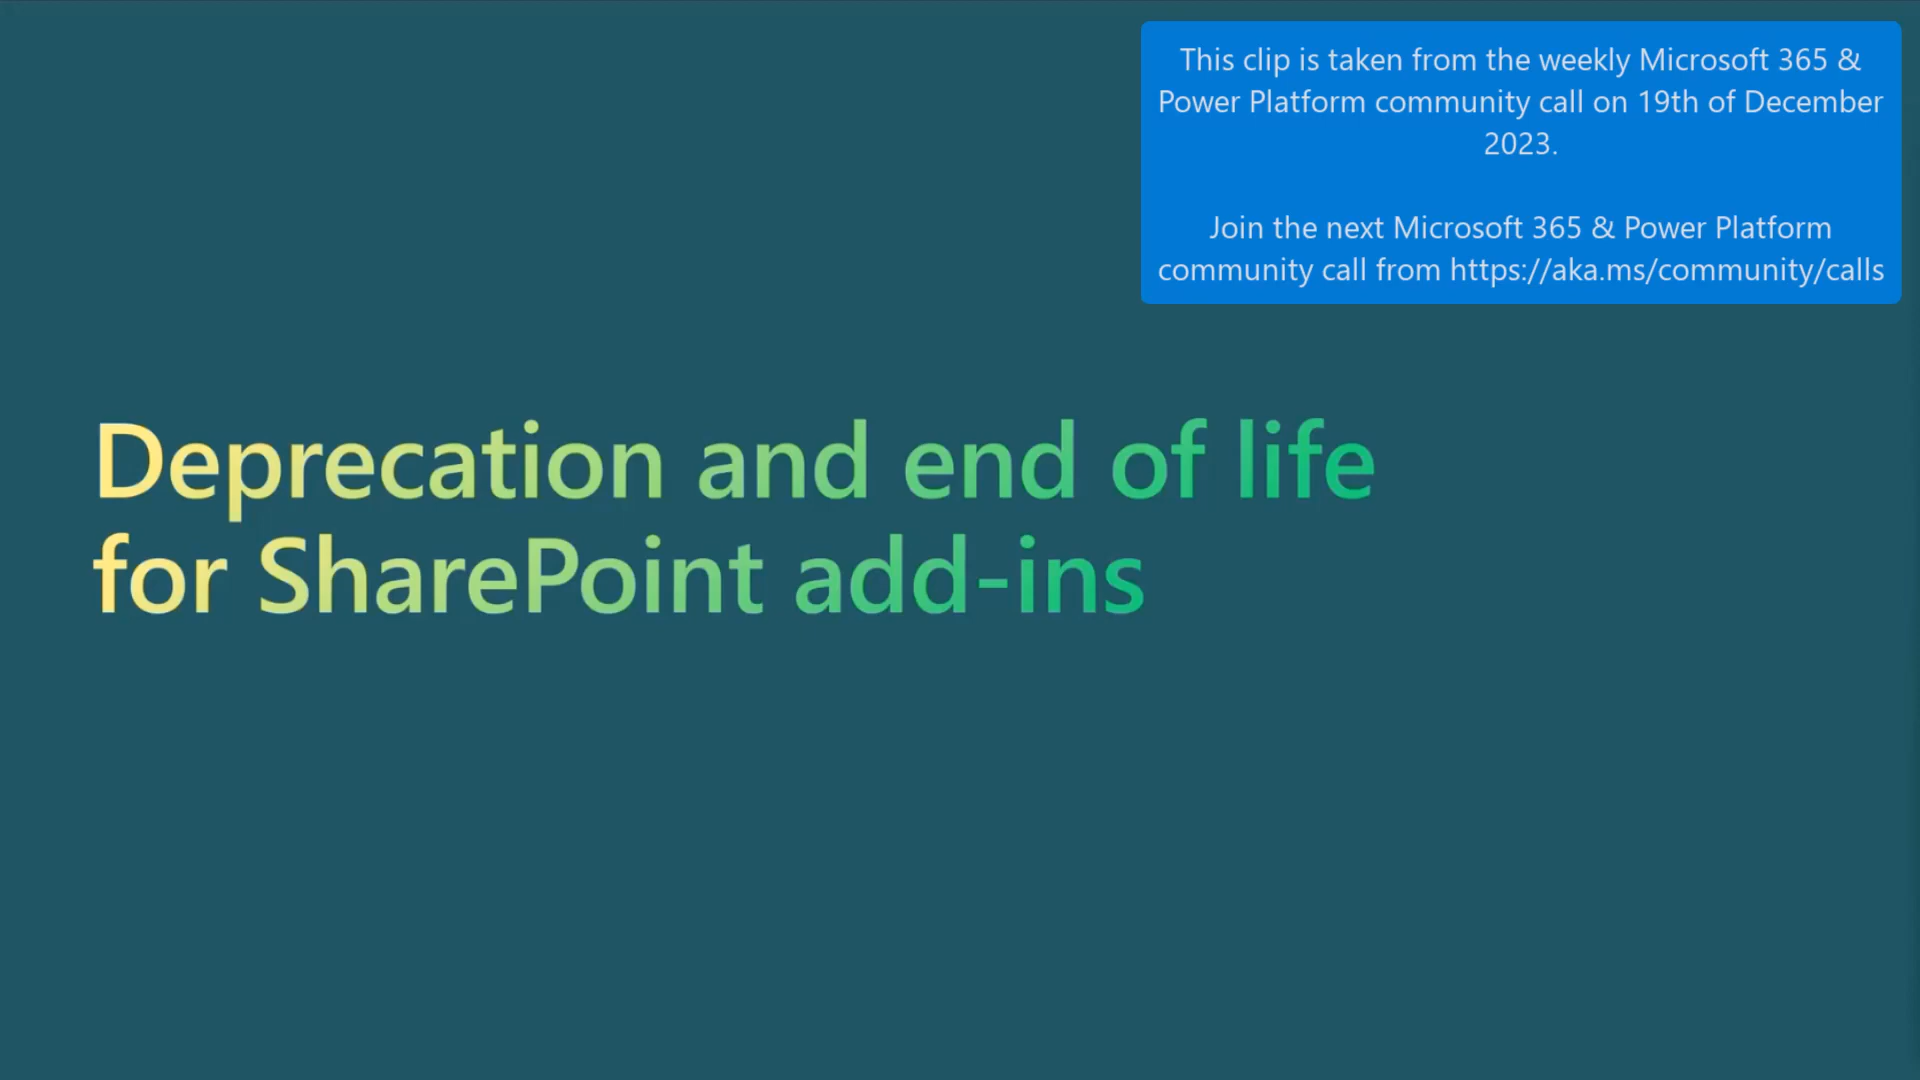 This clip is taken from the weekly Microsoft 365 &
Power Platform community call on 19th of December
2023.
Join the next Microsoft 365 & Power Platform
community call from https://aka.ms/community/calls
Deprecation and end of life
for SharePoint add-ins